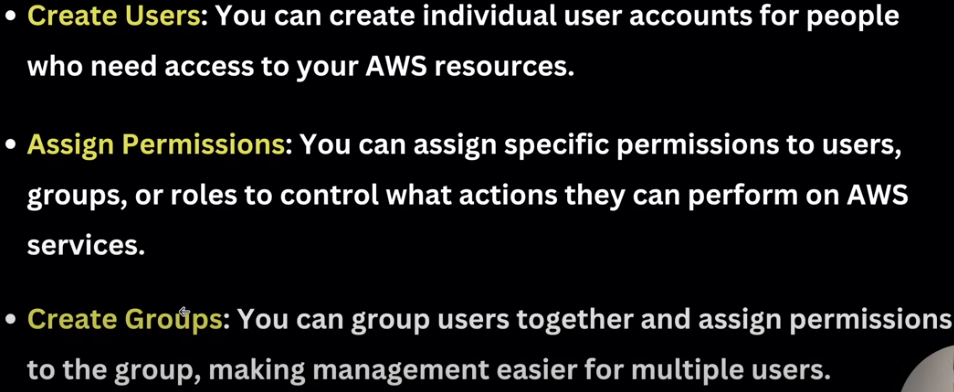 • Create Users: You can create individual user accounts for people
who need access to your AWS resources.
• Assign Permissions: You can assign specific permissions to users,
groups, or roles to control what actions they can perform on AWS
services.
• Create Groups: You can group users together and assign permissions
to the group, making management easier for multiple users.